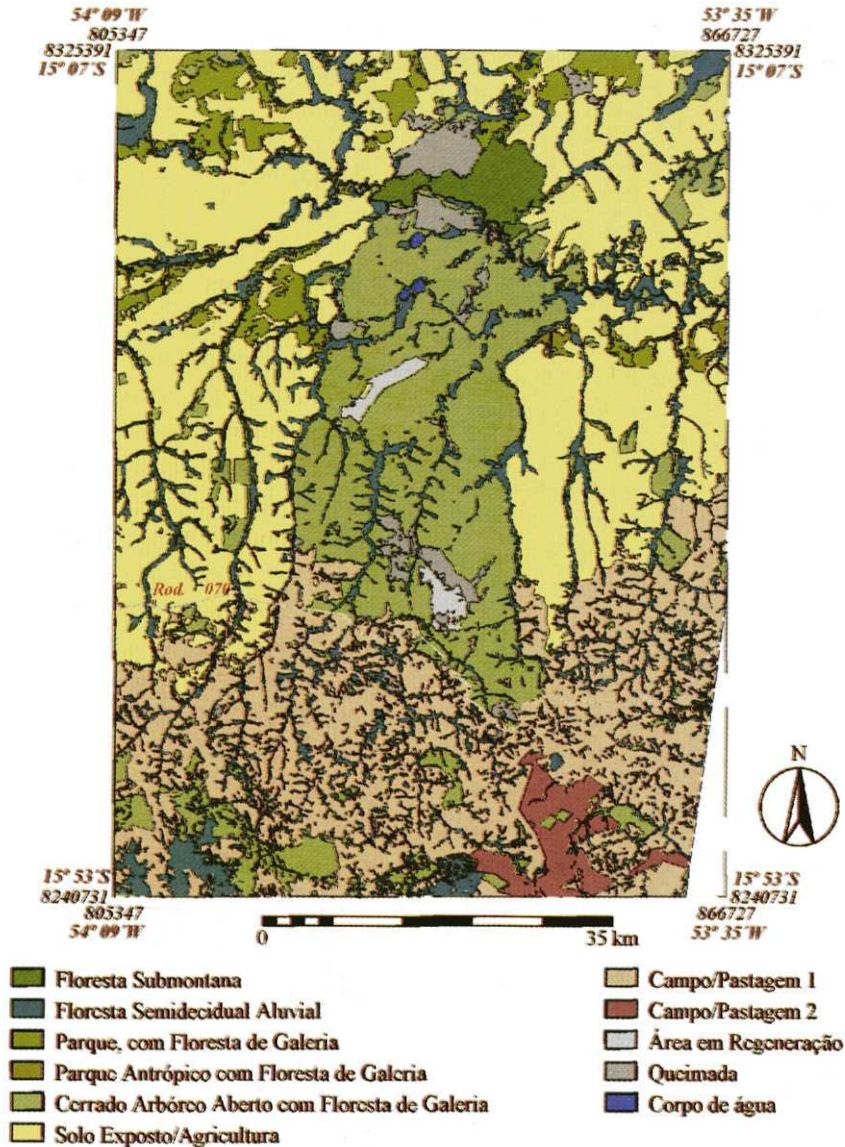 54° 09´W
805347
8325391
15° 07´S
53° 35´W
866727
8325391
15° 07´S
Rod. 070
N
15° 53´S
8240731
805347
54° 09´W
15° 53´S
8240731
866727
53° 35´W
0
35 km
Floresta Submontana
Floresta Semidecidual Aluvial
Parque, com Floresta de Galeria
Parque Antrópico com Floresta de Galeria
Cerrado Arbóreo Aberto com Floresta de Galeria
Solo Exposto/Agricultura
Campo/Pastagem 1
Campo/Pastagem 2
Área em Regeneração
Queimada
Corpo de água